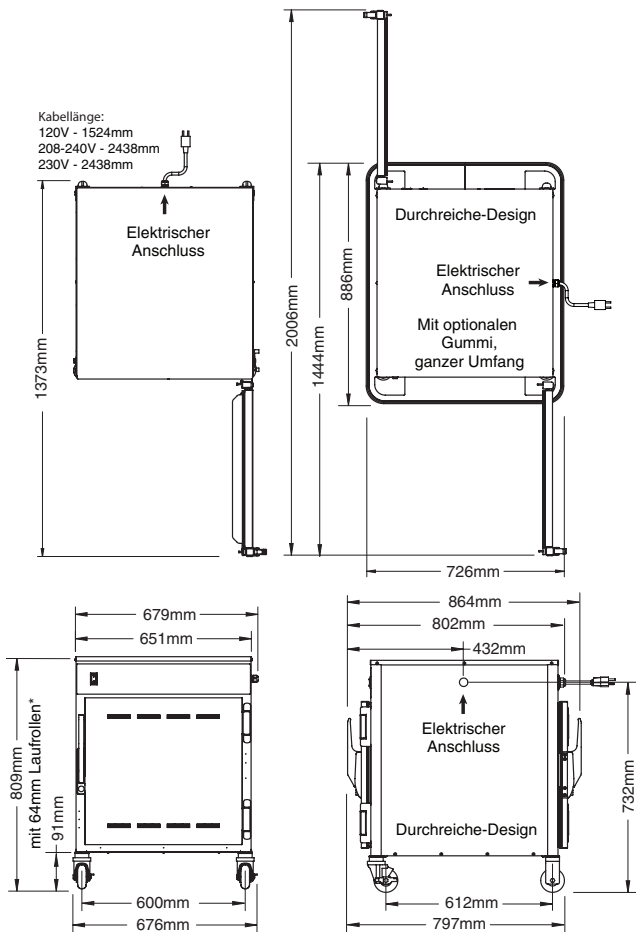 Kabellänge:
120V - 1524mm
208-240V - 2438mm
230V - 2438mm
Elektrischer
Anschluss
1373mm
2006mm
1444mm
886mm
Durchreiche-Design
Elektrischer
Anschluss
Mit optionalen
Gummi,
ganzer Umfang
726mm
679mm
651mm
809mm
mit 64mm Laufrollen*
91mm
600mm
676mm
864mm
802mm
432mm
Elektrischer
Anschluss
732mm
Durchreiche-Design
612mm
797mm